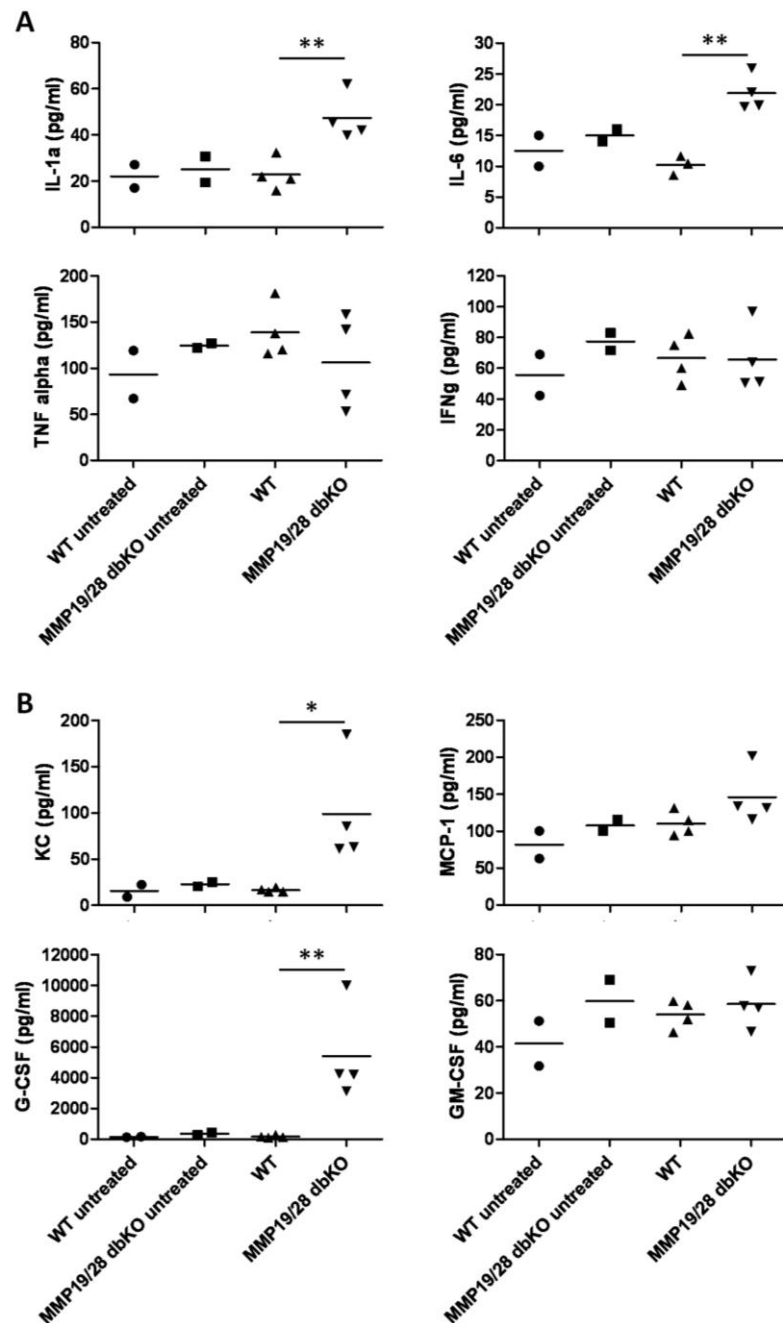 A
IL-1a (pg/ml)
80
60
40
20
0
**
IL-6 (pg/ml)
30
25
20
15
10
5
0
**
TNF alpha (pg/ml)
200
150
100
50
0
WT untreated
MMP19/28 dbKO untreated
WT
MMP19/28 dbKO
IFNg (pg/ml)
120
100
80
60
40
20
0
WT untreated
MMP19/28 dbKO untreated
WT
MMP19/28 dbKO
B
KC (pg/ml)
200
150
100
50
0
*
MCP-1 (pg/ml)
250
200
150
100
50
0
G-CSF (pg/ml)
12000
10000
8000
6000
4000
2000
0
**
WT untreated
MMP19/28 dbKO untreated
WT
MMP19/28 dbKO
GM-CSF (pg/ml)
80
60
40
20
0
WT untreated
MMP19/28 dbKO untreated
WT
MMP19/28 dbKO